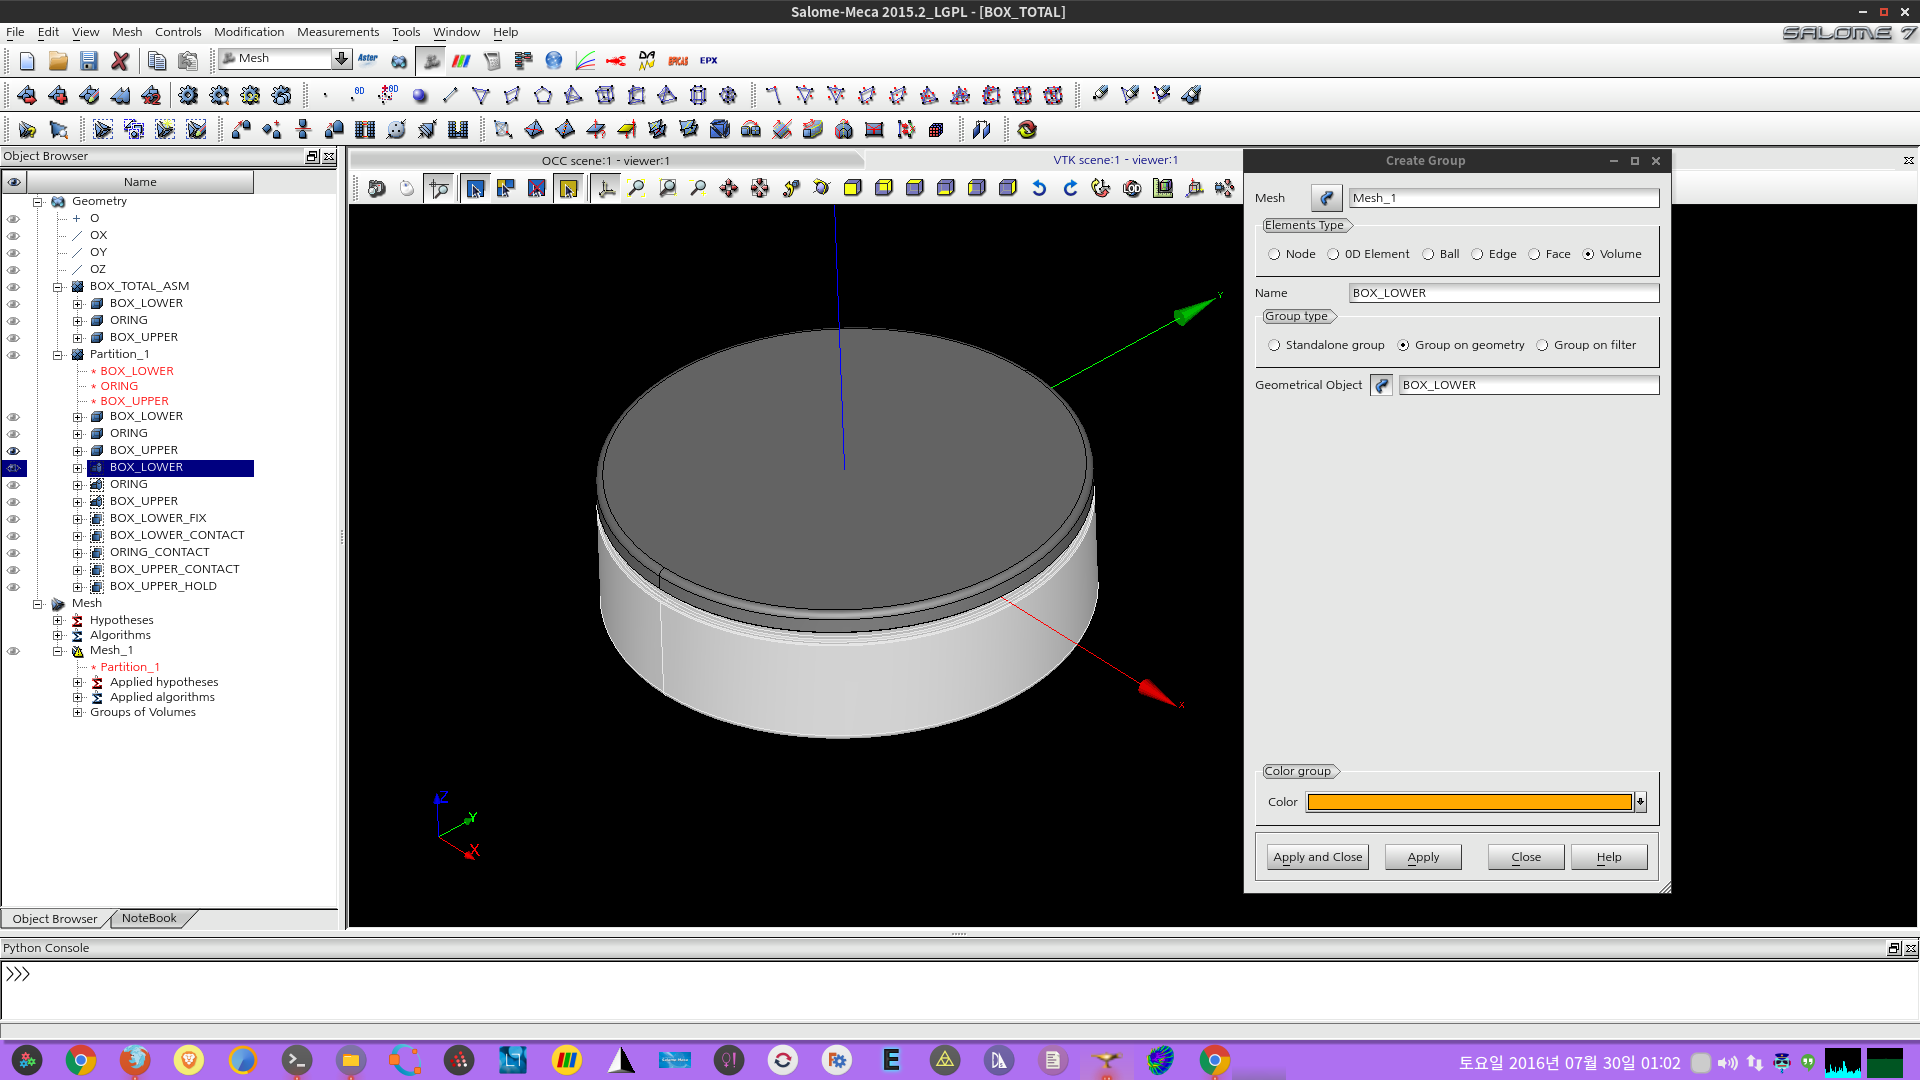 Salome-Meca 2015.2_LGPL - [BOX_TOTAL]
File Edit View Mesh Controls Modification Measurements Tools Window Help
SALOME 7
Mesh
Aster
EFICAS
EPX
0D
0D
Object Browser
Name
Geometry
O
OX
OY
OZ
BOX_TOTAL_ASM
BOX_LOWER
ORING
BOX_UPPER
Partition_1
* BOX_LOWER
* ORING
* BOX_UPPER
BOX_LOWER
ORING
BOX_UPPER
BOX_LOWER
ORING
BOX_UPPER
BOX_LOWER_FIX
BOX_LOWER_CONTACT
ORING_CONTACT
BOX_UPPER_CONTACT
BOX_UPPER_HOLD
Mesh
Hypotheses
Algorithms
Mesh_1
* Partition_1
Applied hypotheses
Applied algorithms
Groups of Volumes
Object Browser NoteBook
OCC scene:1 - viewer:1
VTK scene:1 - viewer:1
Y
X
Z
Y
X
Create Group
Mesh Mesh_1
Elements Type
Node 0D Element Ball Edge Face Volume
Name BOX_LOWER
Group type
Standalone group Group on geometry Group on filter
Geometrical Object BOX_LOWER
Color group
Color
Apply and Close Apply Close Help
Python Console
>>>
토요일 2016년 07월 30일 01:02